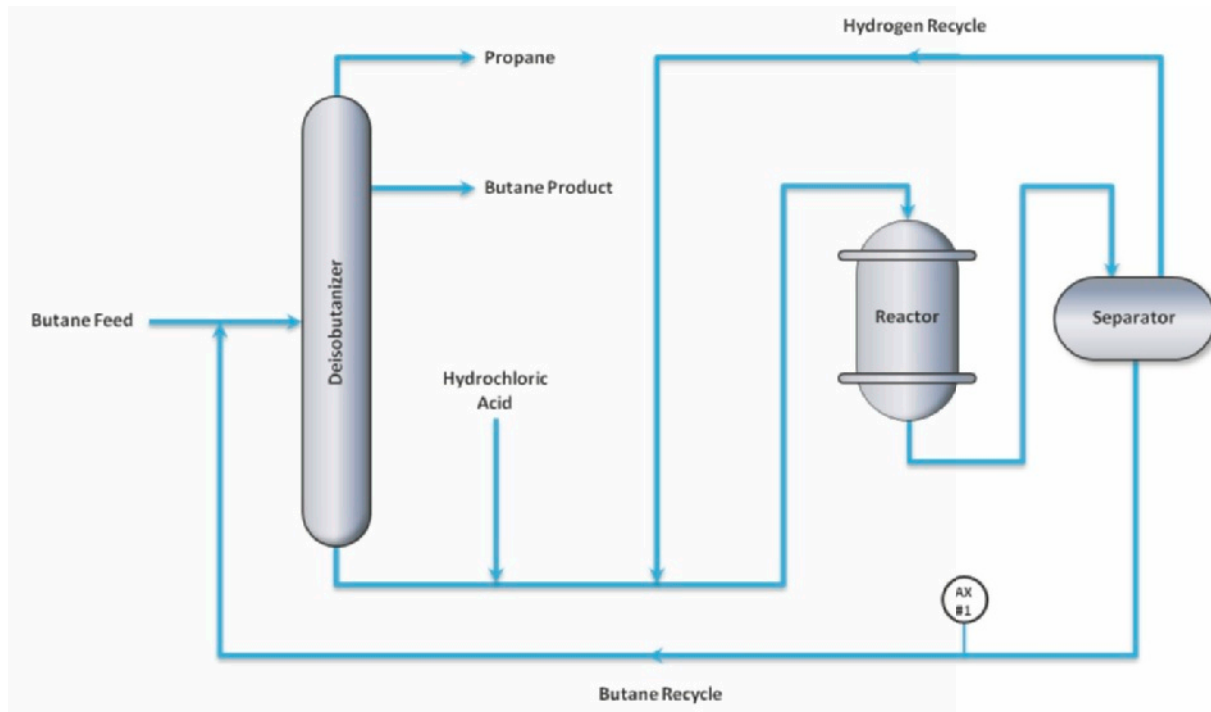 Hydrogen Recycle
Propane
Butane Product
Butane Feed
Deisobutanizer
Reactor
Separator
Hydrochloric
Acid
AX
#1
Butane Recycle